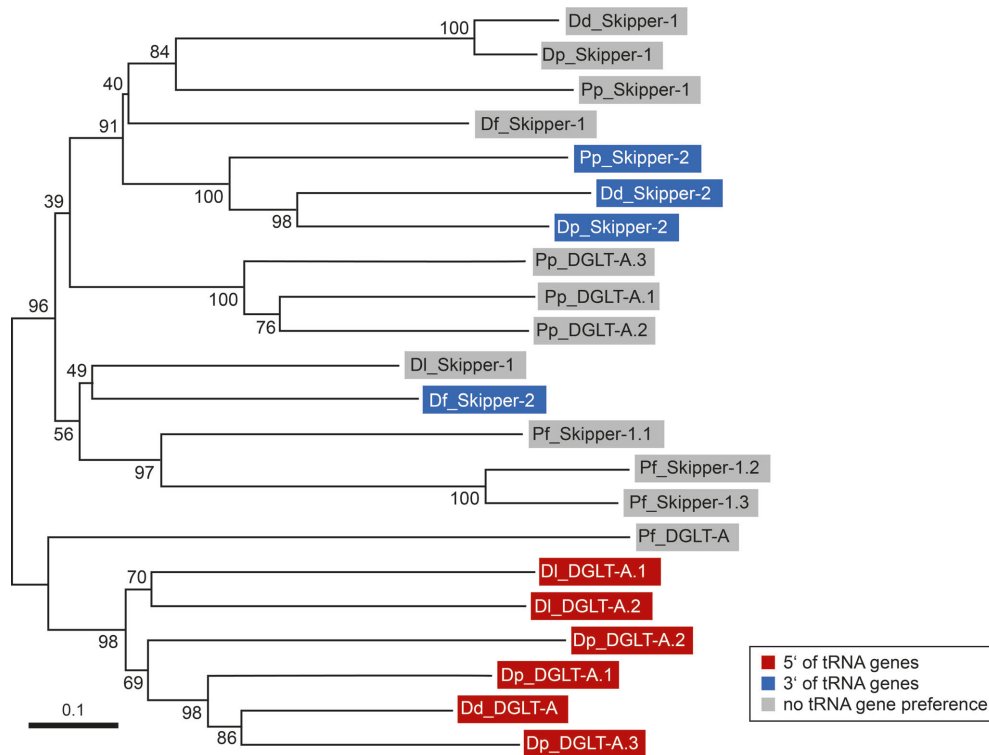 Dd_Skipper-1
100
Dp_Skipper-1
84
Pp_Skipper-1
40
Df_Skipper-1
91
Pp_Skipper-2
100
Dd_Skipper-2
98
Dp_Skipper-2
39
Pp_DGLT-A.3
100
Pp_DGLT-A.1
76
Pp_DGLT-A.2
96
Dl_Skipper-1
49
Df_Skipper-2
56
Pf_Skipper-1.1
97
Pf_Skipper-1.2
100
Pf_Skipper-1.3
Pf_DGLT-A
Dl_DGLT-A.1
70
Dl_DGLT-A.2
98
Dp_DGLT-A.2
69
Dp_DGLT-A.1
98
Dd_DGLT-A
86
Dp_DGLT-A.3
0.1
5‘ of tRNA genes
3‘ of tRNA genes
no tRNA gene preference